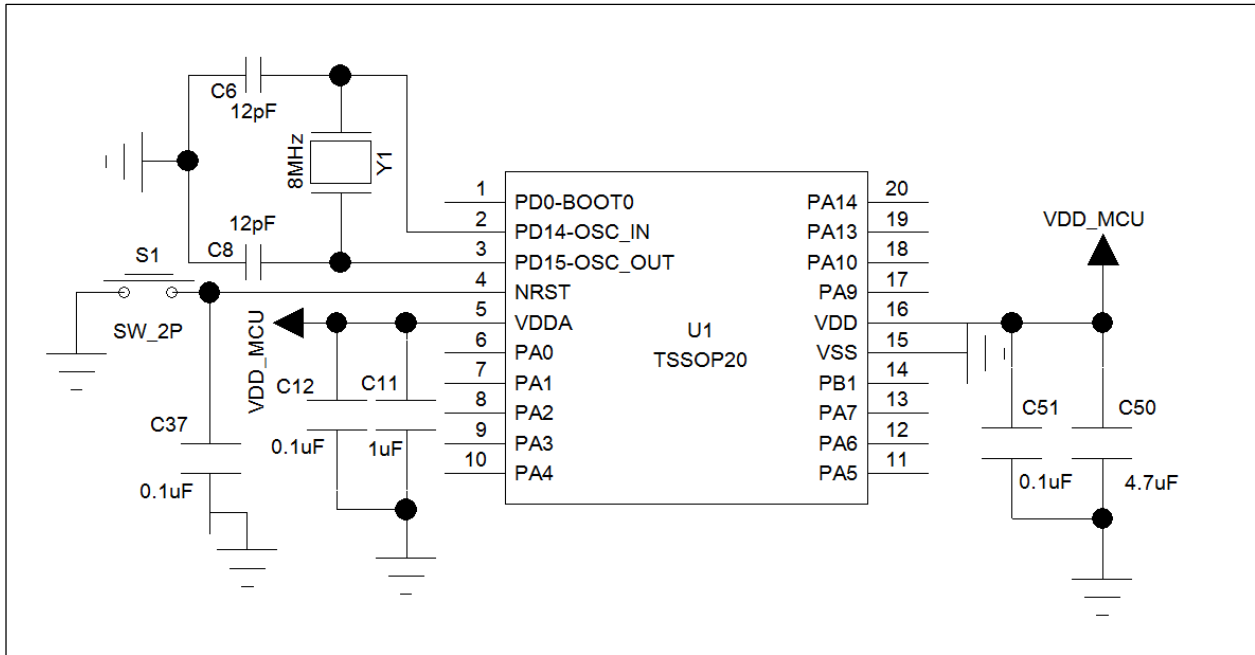 C6
12pF
8MHz
Y1
12pF
C8
S1
SW_2P
C37
0.1uF
VDD_MCU
C12
0.1uF
C11
1uF
1
PD0-BOOT0
2
PD14-OSC_IN
3
PD15-OSC_OUT
4
NRST
5
VDDA
6
PA0
7
PA1
8
PA2
9
PA3
10
PA4
U1
TSSOP20
PA14
20
PA13
19
PA10
18
PA9
17
VDD
16
VSS
15
PB1
14
PA7
13
PA6
12
PA5
11
VDD_MCU
C51
0.1uF
C50
4.7uF